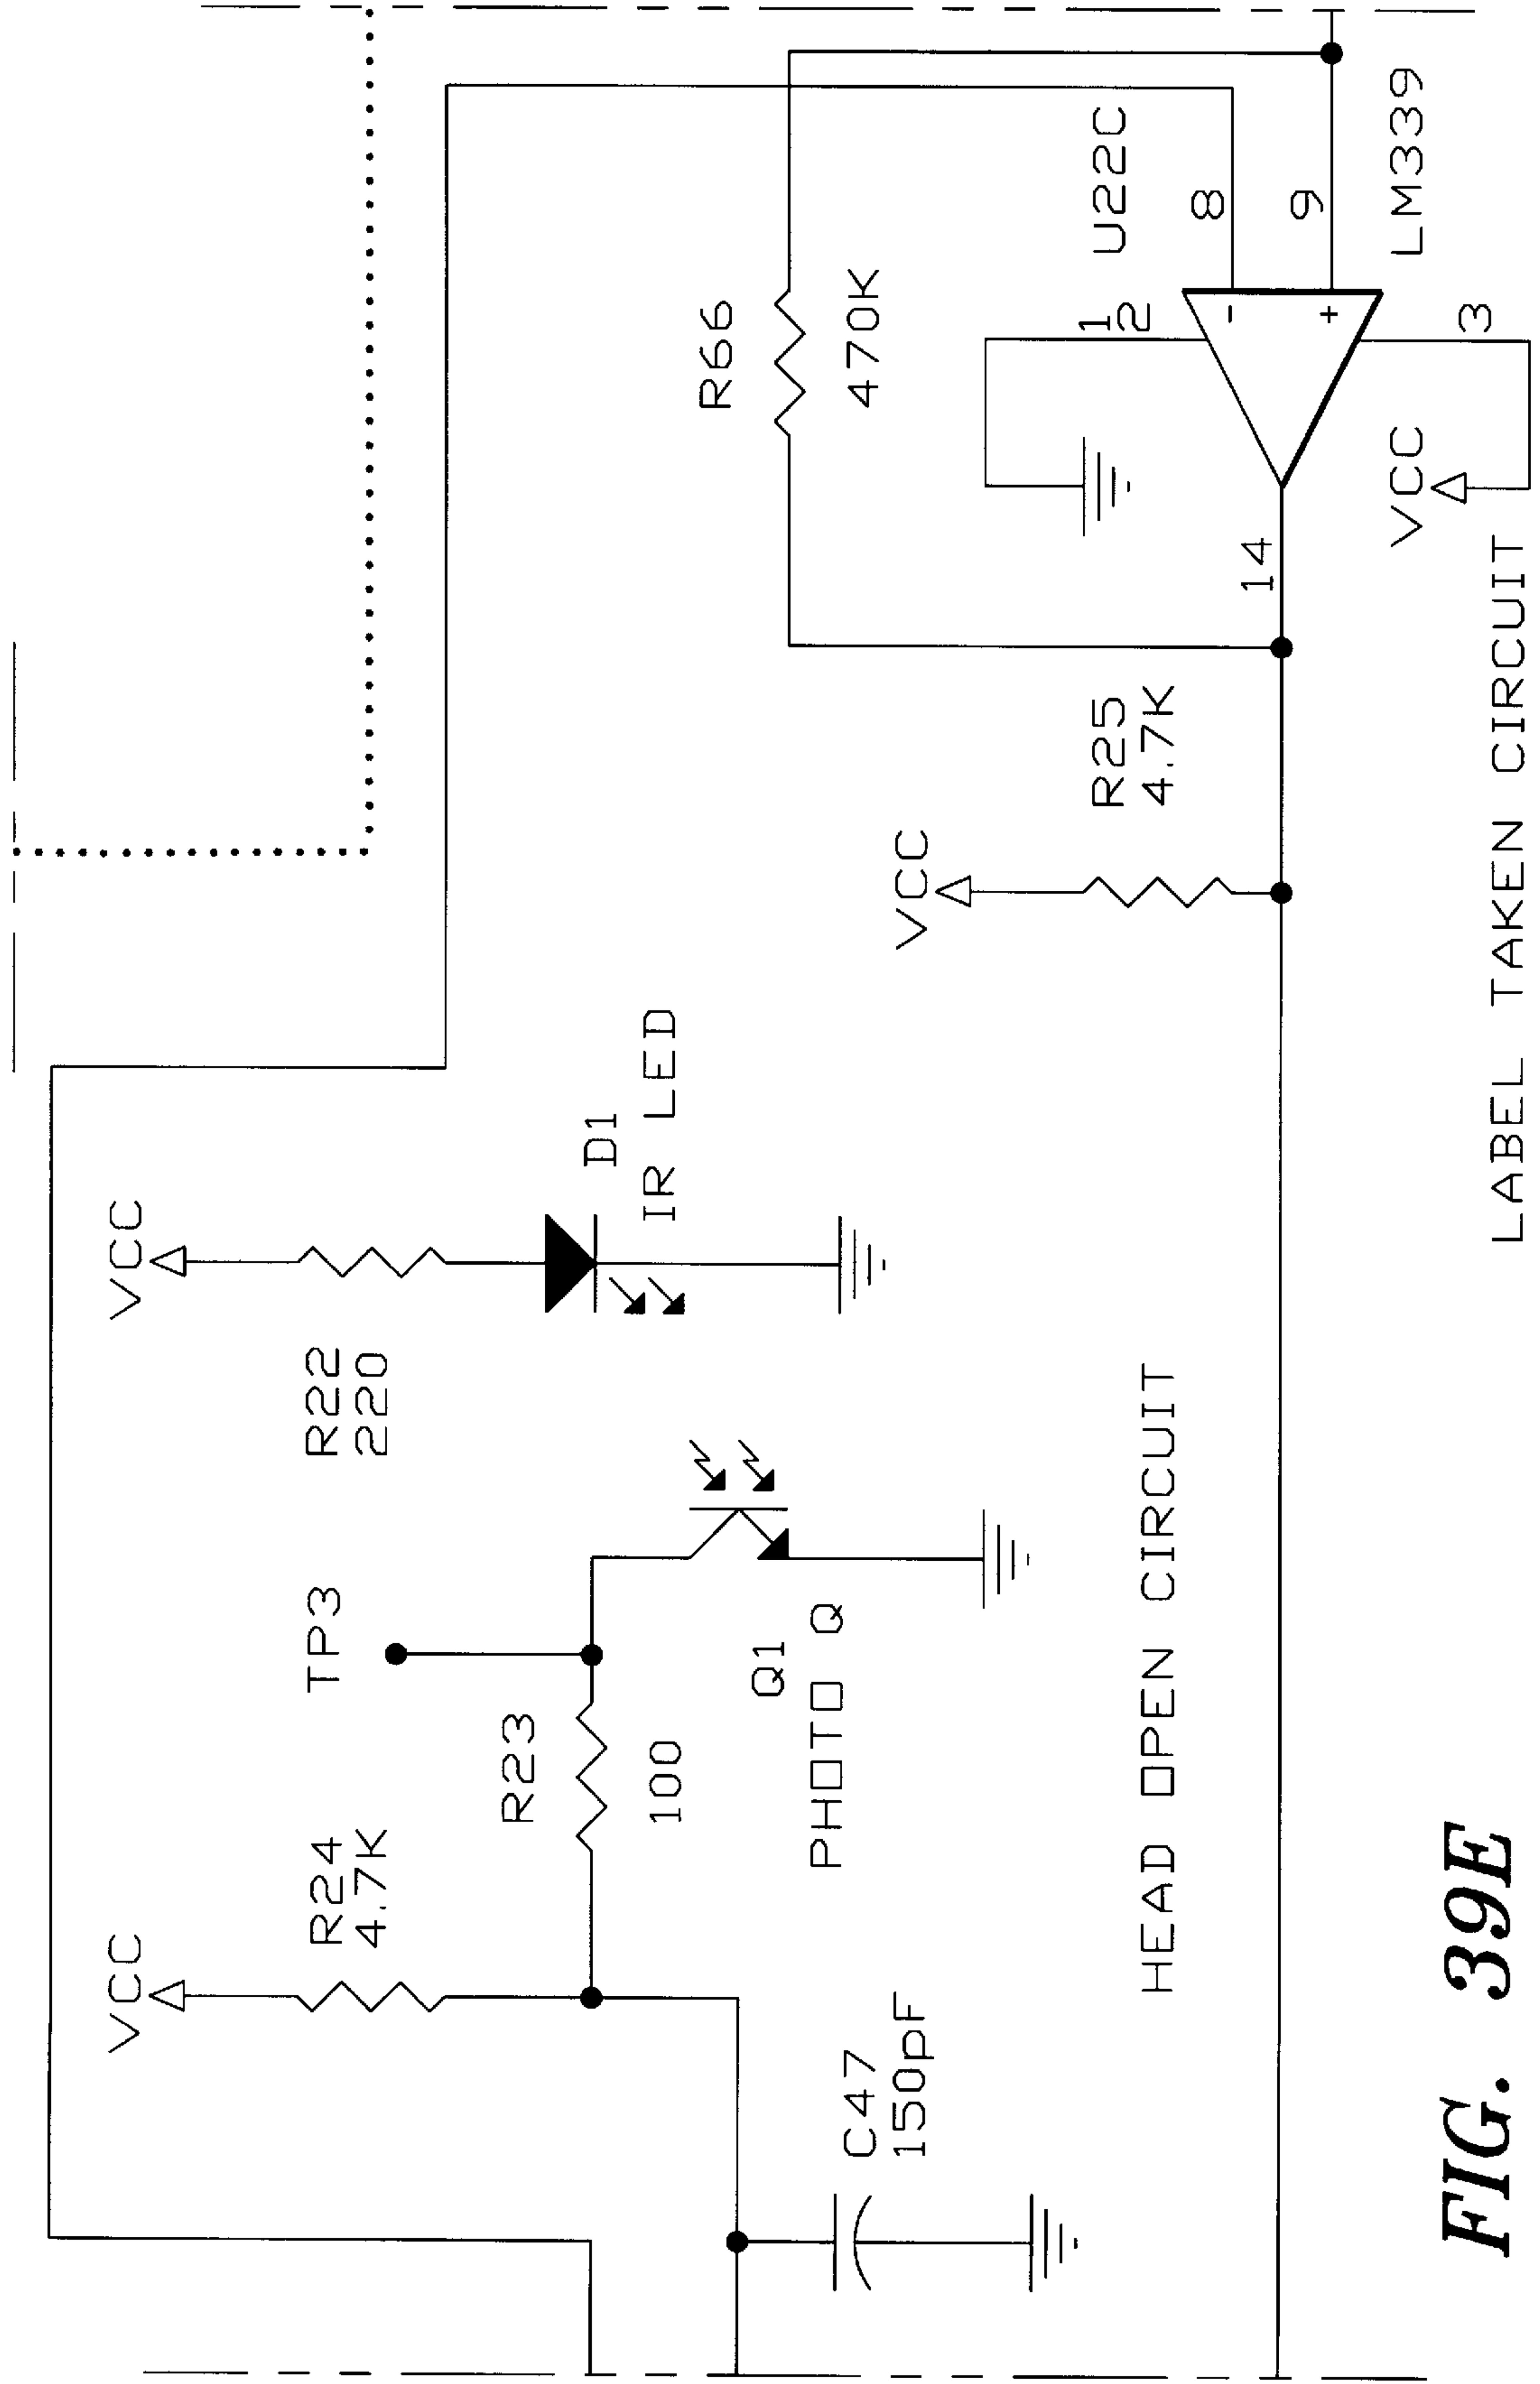 VCC
R24
4.7K
R23
100
TP3
Q1
PHOTO Q
C47
150pF
HEAD OPEN CIRCUIT
VCC
R22
220
D1
IR LED
VCC
R25
4.7K
R66
470K
U22C
8
9
1
2
3
14
VCC
LM339
LABEL TAKEN CIRCUIT
FIG. 39E